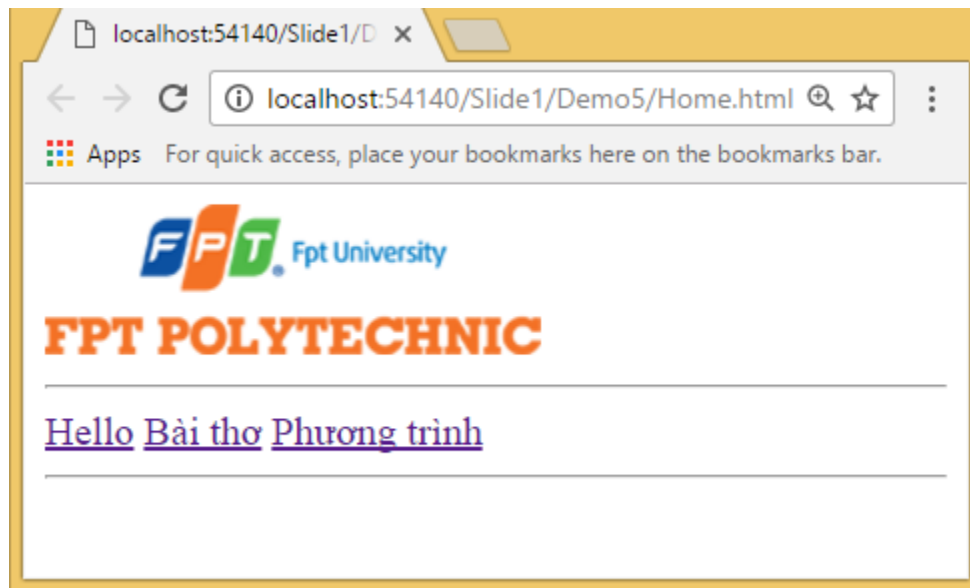 localhost:54140/Slide1/D
localhost:54140/Slide1/Demo5/Home.html
Apps For quick access, place your bookmarks here on the bookmarks bar.
FPT® Fpt University
FPT POLYTECHNIC
Hello Bài thơ Phương trình